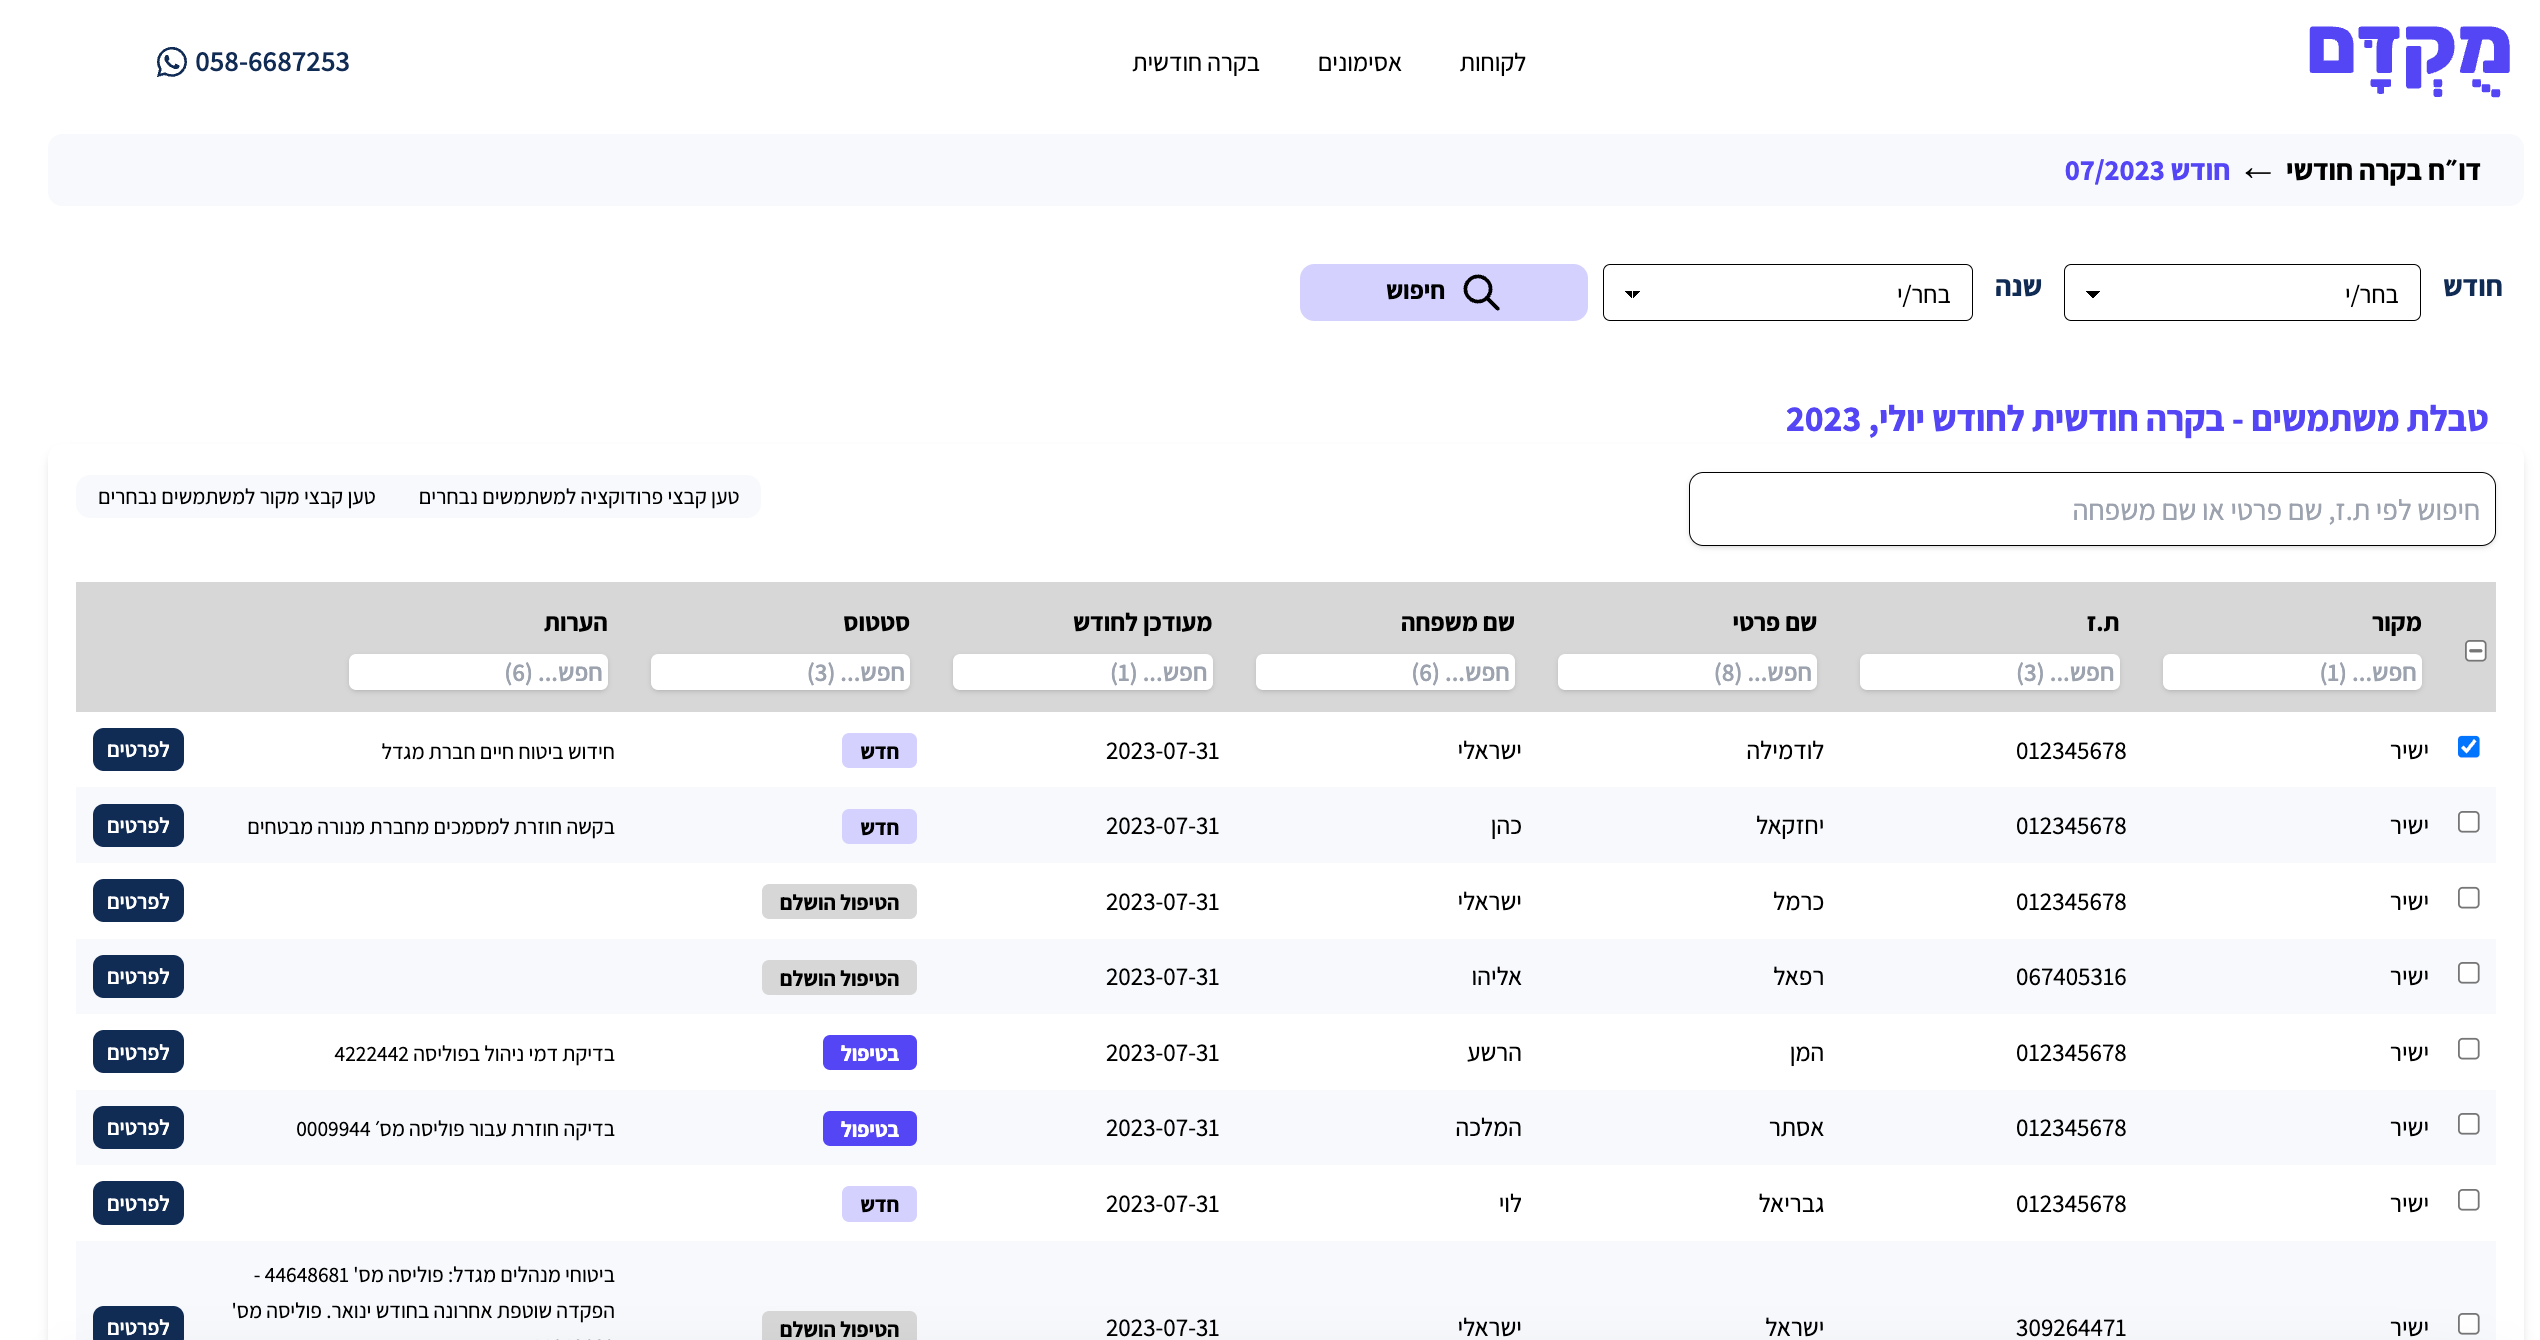 מֻקְדָּם
לקוחות אסימונים בקרה חודשית
058-6687253
דו״ח בקרה חודשי ← חודש 07/2023
חודש בחר/י שנה בחר/י חיפוש
טבלת משתמשים - בקרה חודשית לחודש יולי, 2023
חיפוש לפי ת.ז, שם פרטי או שם משפחה
טען קבצי פרודוקציה למשתמשים נבחרים טען קבצי מקור למשתמשים נבחרים
מקור ת.ז שם פרטי שם משפחה מעודכן לחודש סטטוס הערות
חפש... (1) חפש... (3) חפש... (8) חפש... (6) חפש... (1) חפש... (3) חפש... (6)
ישיר 012345678 לודמילה ישראלי 2023-07-31 חדש חידוש ביטוח חיים חברת מגדל לפרטים
ישיר 012345678 יחזקאל כהן 2023-07-31 חדש בקשה חוזרת למסמכים מחברת מנורה מבטחים לפרטים
ישיר 012345678 כרמל ישראלי 2023-07-31 הטיפול הושלם לפרטים
ישיר 067405316 רפאל אליהו 2023-07-31 הטיפול הושלם לפרטים
ישיר 012345678 המן הרשע 2023-07-31 בטיפול בדיקת דמי ניהול בפוליסה 4222442 לפרטים
ישיר 012345678 אסתר המלכה 2023-07-31 בטיפול בדיקה חוזרת עבור פוליסה מס׳ 0009944 לפרטים
ישיר 012345678 גבריאל לוי 2023-07-31 חדש לפרטים
ביטוחי מנהלים מגדל: פוליסה מס' 44648681 -
הפקדה שוטפת אחרונה בחודש ינואר. פוליסה מס'
ישיר 309264471 ישראל ישראלי 2023-07-31 הטיפול הושלם לפרטים